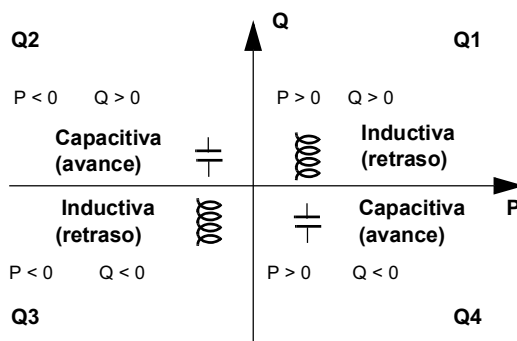 Q2 Q Q1
P < 0 Q > 0 P > 0 Q > 0
Capacitiva
(avance)
Inductiva
(retraso)
P
Inductiva
(retraso)
Capacitiva
(avance)
P < 0 Q < 0 P > 0 Q < 0
Q3 Q4